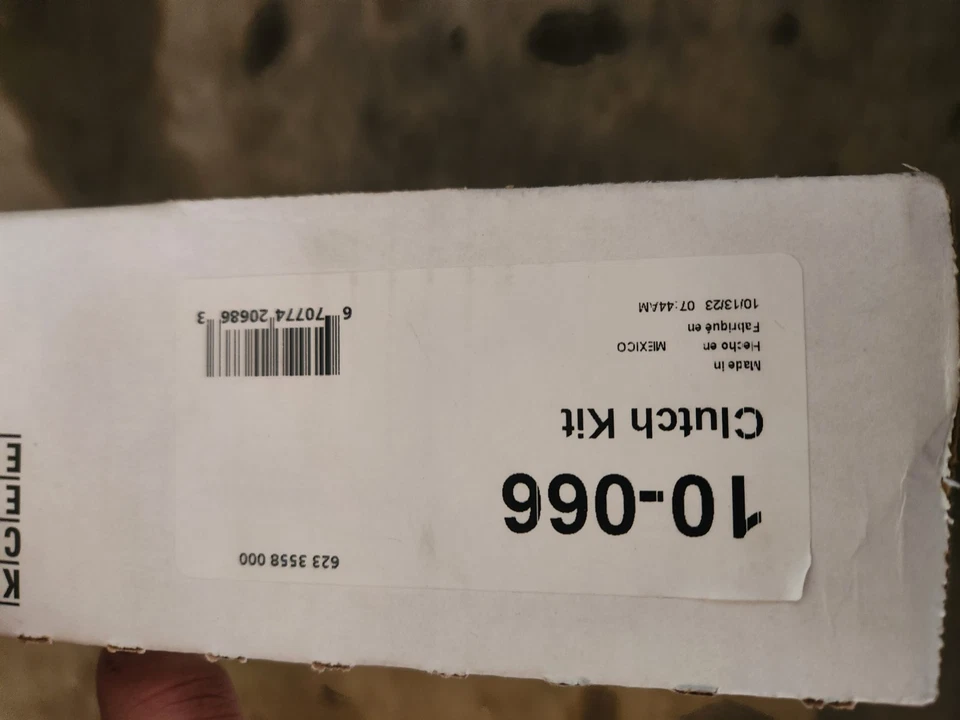 623 3558 000
10-066
Clutch Kit
Made in
Hecho en MEXICO
Fabriqué en
10/13/23 07:44AM
6 70774 20686 3